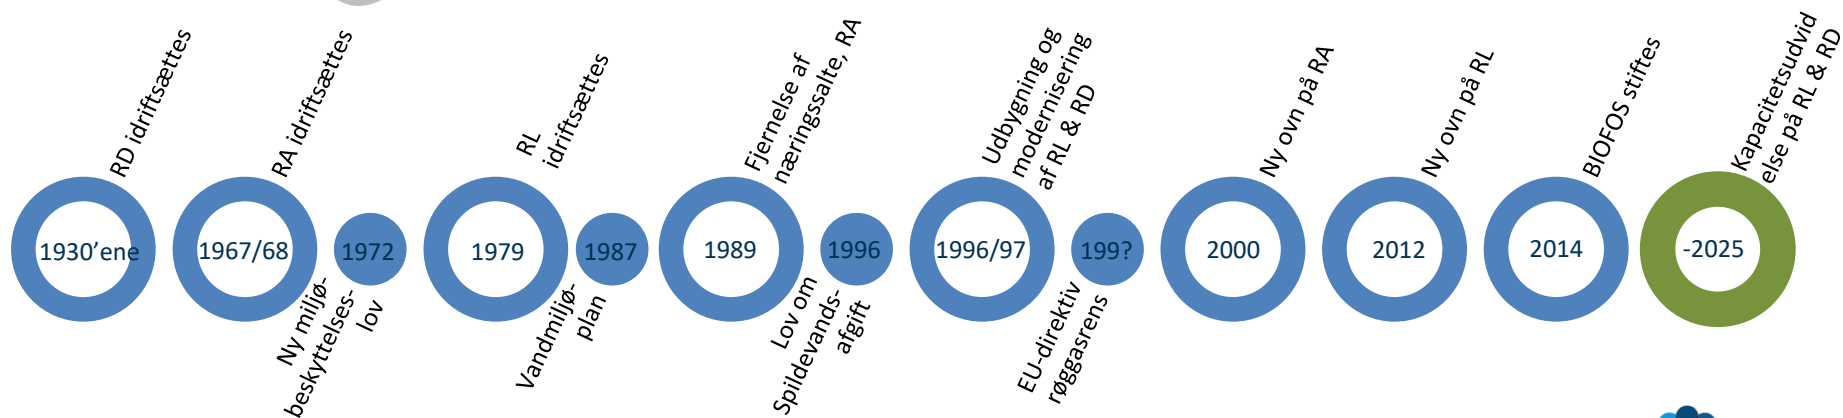 RD idriftsættes
1930'ene
RA idriftsættes
1967/68
1972
Ny miljø-
beskyttelses-
lov
RL
idriftsættes
1979
1987
Vandmiljø-
plan
Fjernelse af
næringssalte, RA
1989
1996
Lov om
Spildevands-
afgift
Udbygning og
modernisering
af RL & RD
1996/97
199?
EU-direktiv
røggasrens
Ny ovn på RA
2000
Ny ovn på RL
2012
BIOFOS stiftes
2014
Kapacitetsudvid
else på RL & RD
-2025